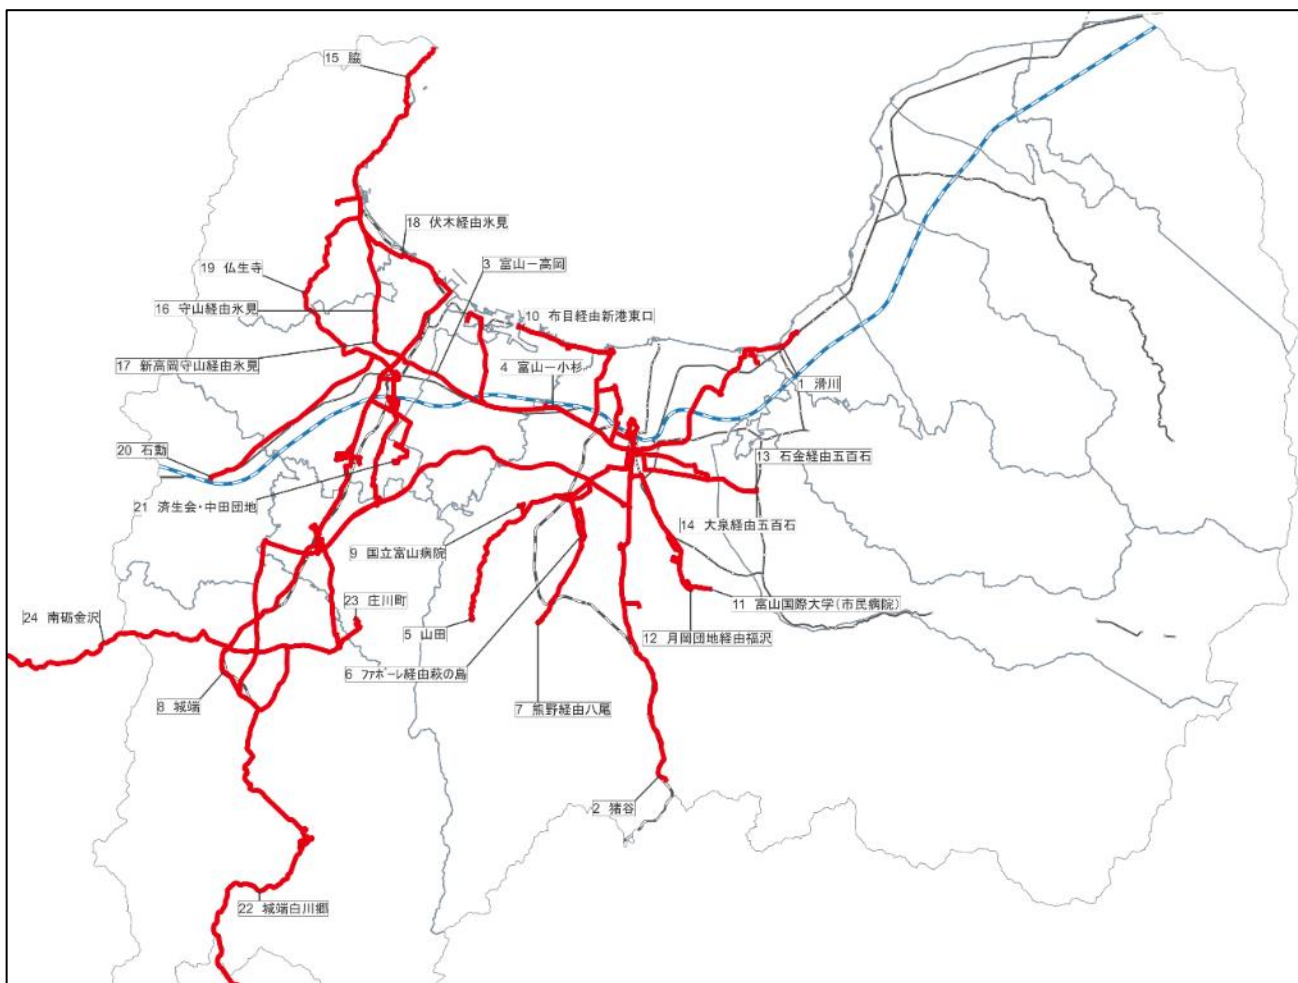 15 脇
18 伏木経由氷見
3 富山－高岡
19 仏生寺
16 守山経由氷見
10 布目経由新港東口
17 新高岡守山経由氷見
4 富山－小杉
1 滑川
20 石動
13 石金経由五百石
21 済生会・中田団地
14 大泉経由五百石
9 国立富山病院
23 庄川町
11 富山国際大学(市民病院)
24 南砺金沢
5 山田
12 月岡団地経由福沢
6 ファボーレ経由萩の島
8 城端
7 熊野経由八尾
2 猪谷
22 城端白川郷